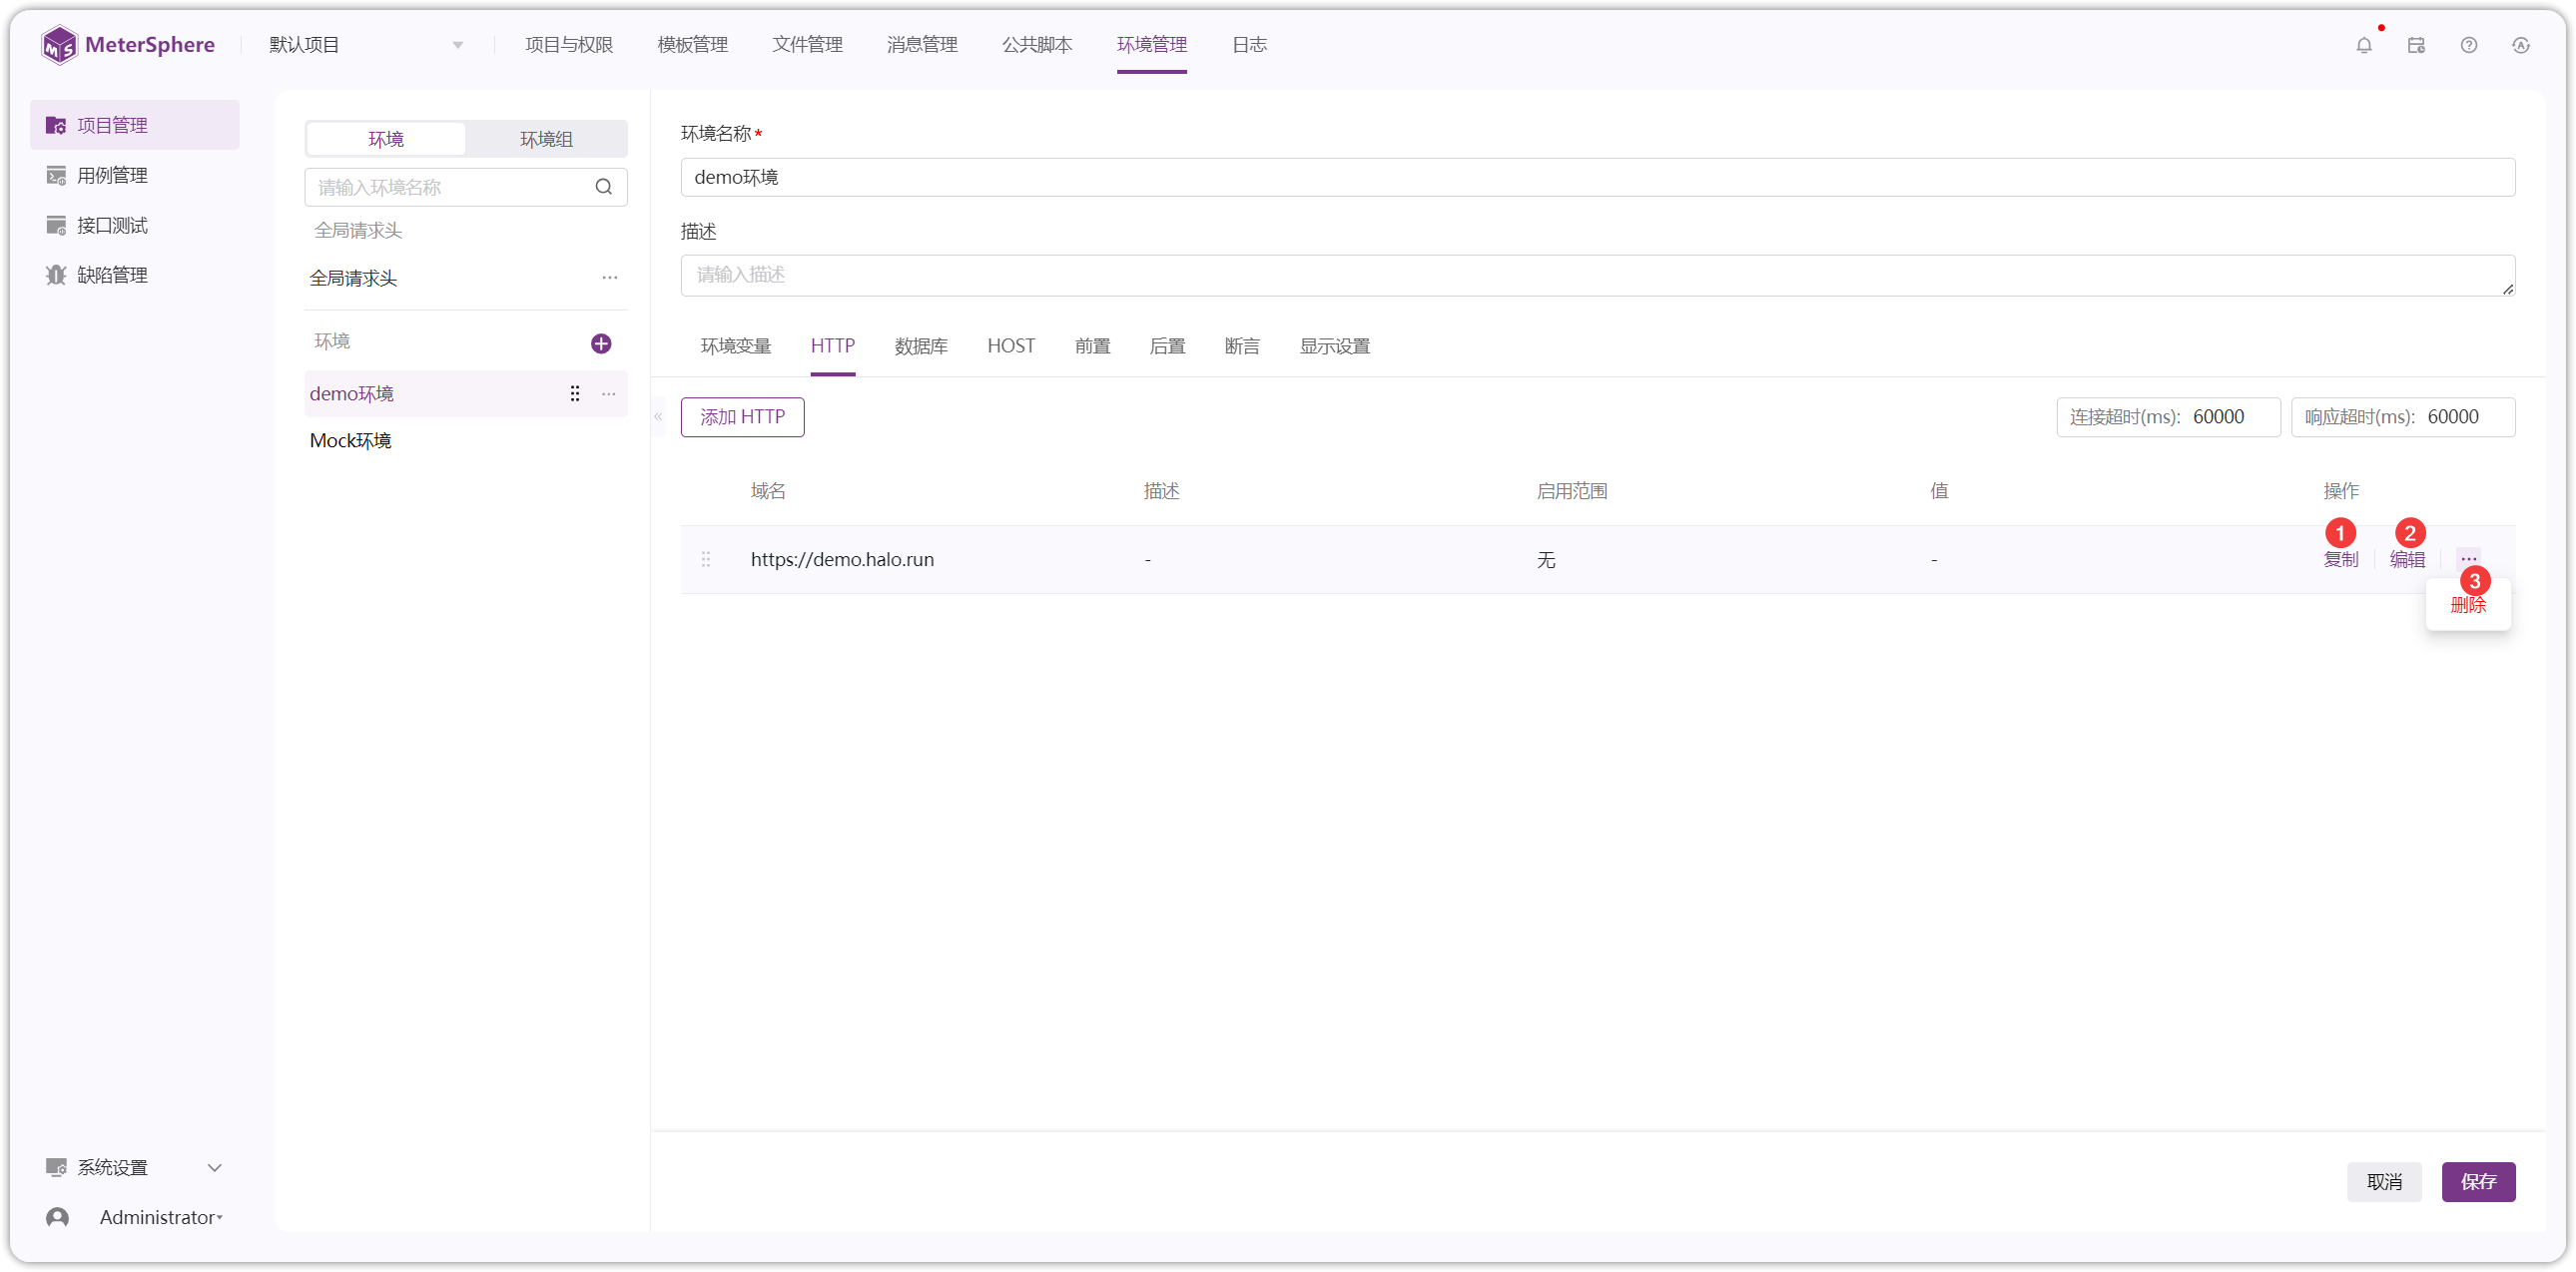 MeterSphere
默认项目
项目与权限
模板管理
文件管理
消息管理
公共脚本
环境管理
日志
项目管理
用例管理
接口测试
缺陷管理
系统设置
Administrator
环境
环境组
请输入环境名称
全局请求头
全局请求头
环境
demo环境
Mock环境
环境名称*
demo环境
描述
请输入描述
环境变量
HTTP
数据库
HOST
前置
后置
断言
显示设置
添加 HTTP
连接超时(ms): 60000
响应超时(ms): 60000
域名
描述
启用范围
值
操作
https://demo.halo.run
-
无
-
1
复制
2
编辑
3
删除
取消
保存